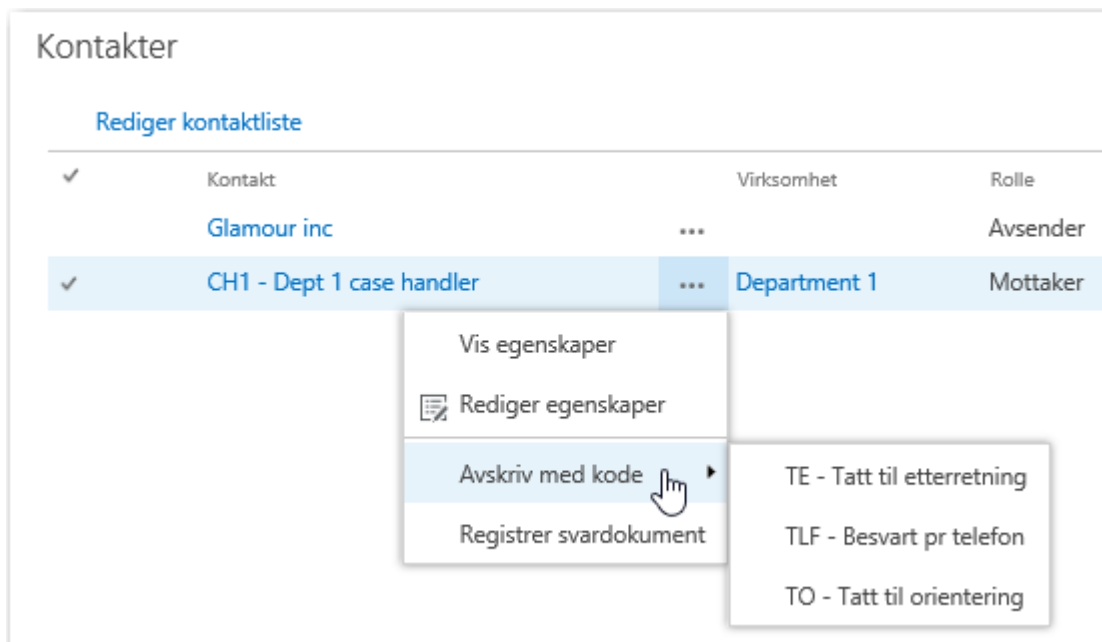 Kontakter
Rediger kontaktliste
Kontakt Virksomhet Rolle
Glamour inc ... Avsender
CH1 - Dept 1 case handler ... Department 1 Mottaker
Vis egenskaper
Rediger egenskaper
Avskriv med kode TE - Tatt til etterretning
Registrer svardokument TLF - Besvart pr telefon
TO - Tatt til orientering